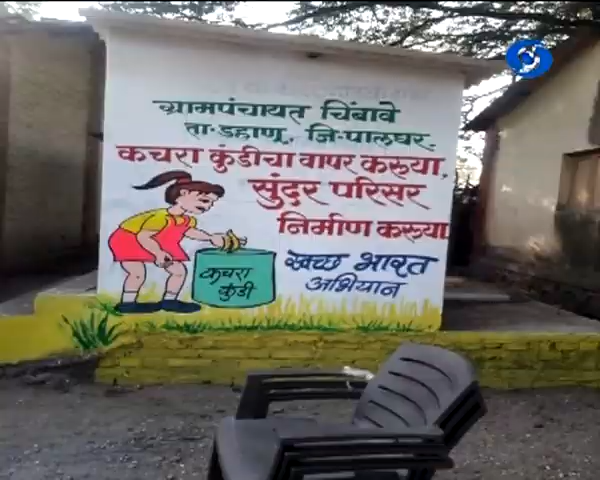 ग्रामपंचायत चिंबावे
ता-डहाणू, जि-पालघर.
कचरा कुंडीचा वापर करूया,
सुंदर परिसर
निर्माण करूया
स्वच्छ भारत
अभियान
कचरा
कुंडी